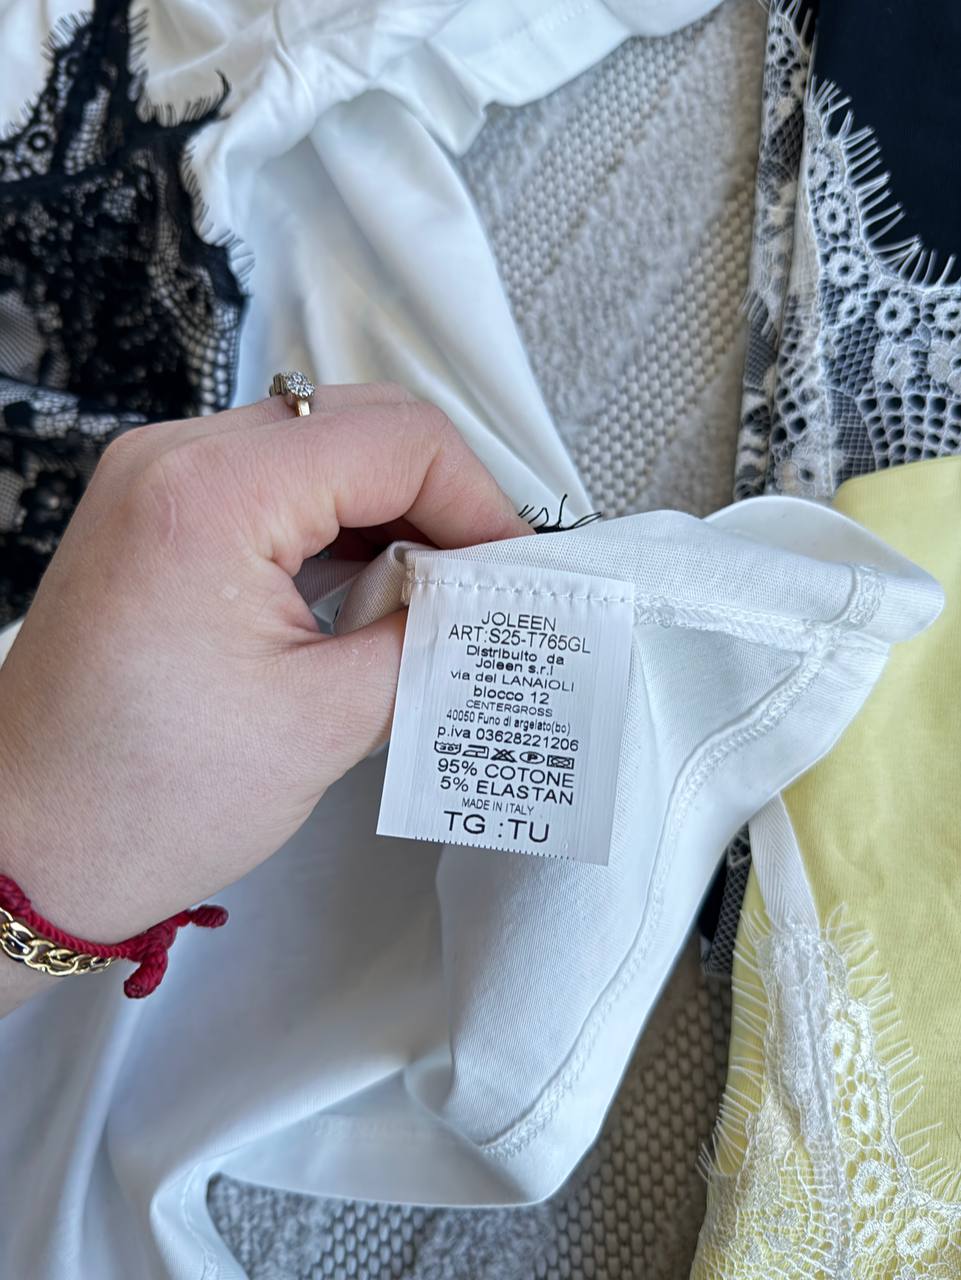 JOLEEN
ART:S25-T765GL
Distribuito da
Joleen s.r.l
via dei LANAIOLI
blocco 12
CENTERGROSS
40050 Funo di argelato(bo)
p.iva 03628221206
95% COTONE
5% ELASTAN
MADE IN ITALY
TG :TU